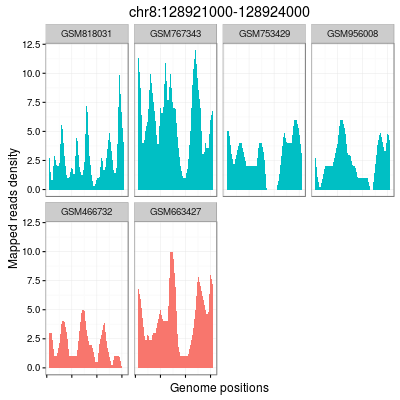 chr8:128921000-128924000
GSM818031 GSM767343 GSM753429 GSM956008
12.5
10.0
7.5
5.0
2.5
0.0
GSM466732 GSM663427
12.5
10.0
7.5
5.0
2.5
0.0
Mapped reads density
Genome positions